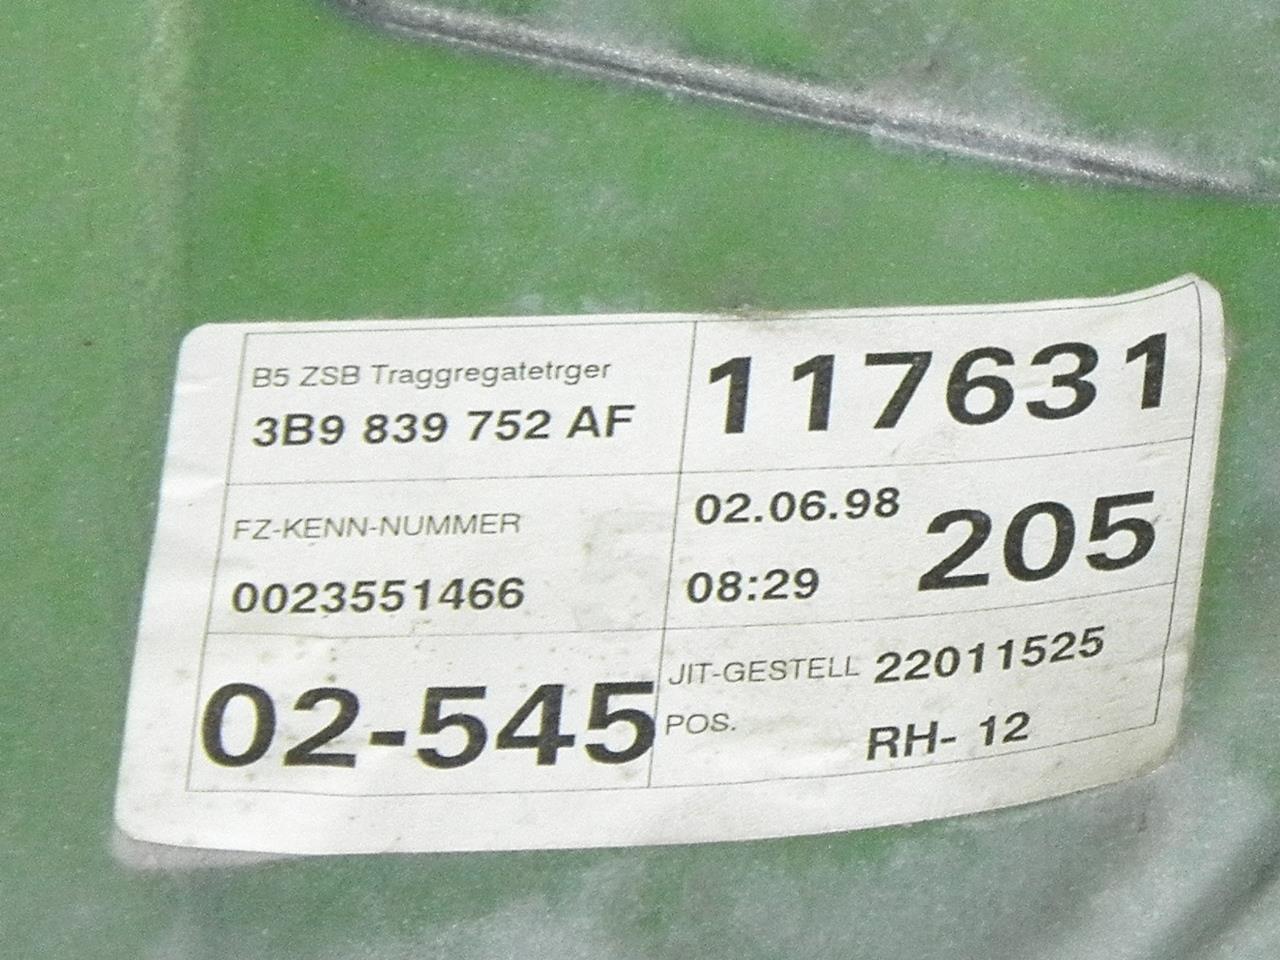 B5 ZSB Traggregatetrger
3B9 839 752 AF
117631
FZ-KENN-NUMMER
0023551466
02.06.98
08:29
205
02-545
JIT-GESTELL 22011525
POS. RH- 12